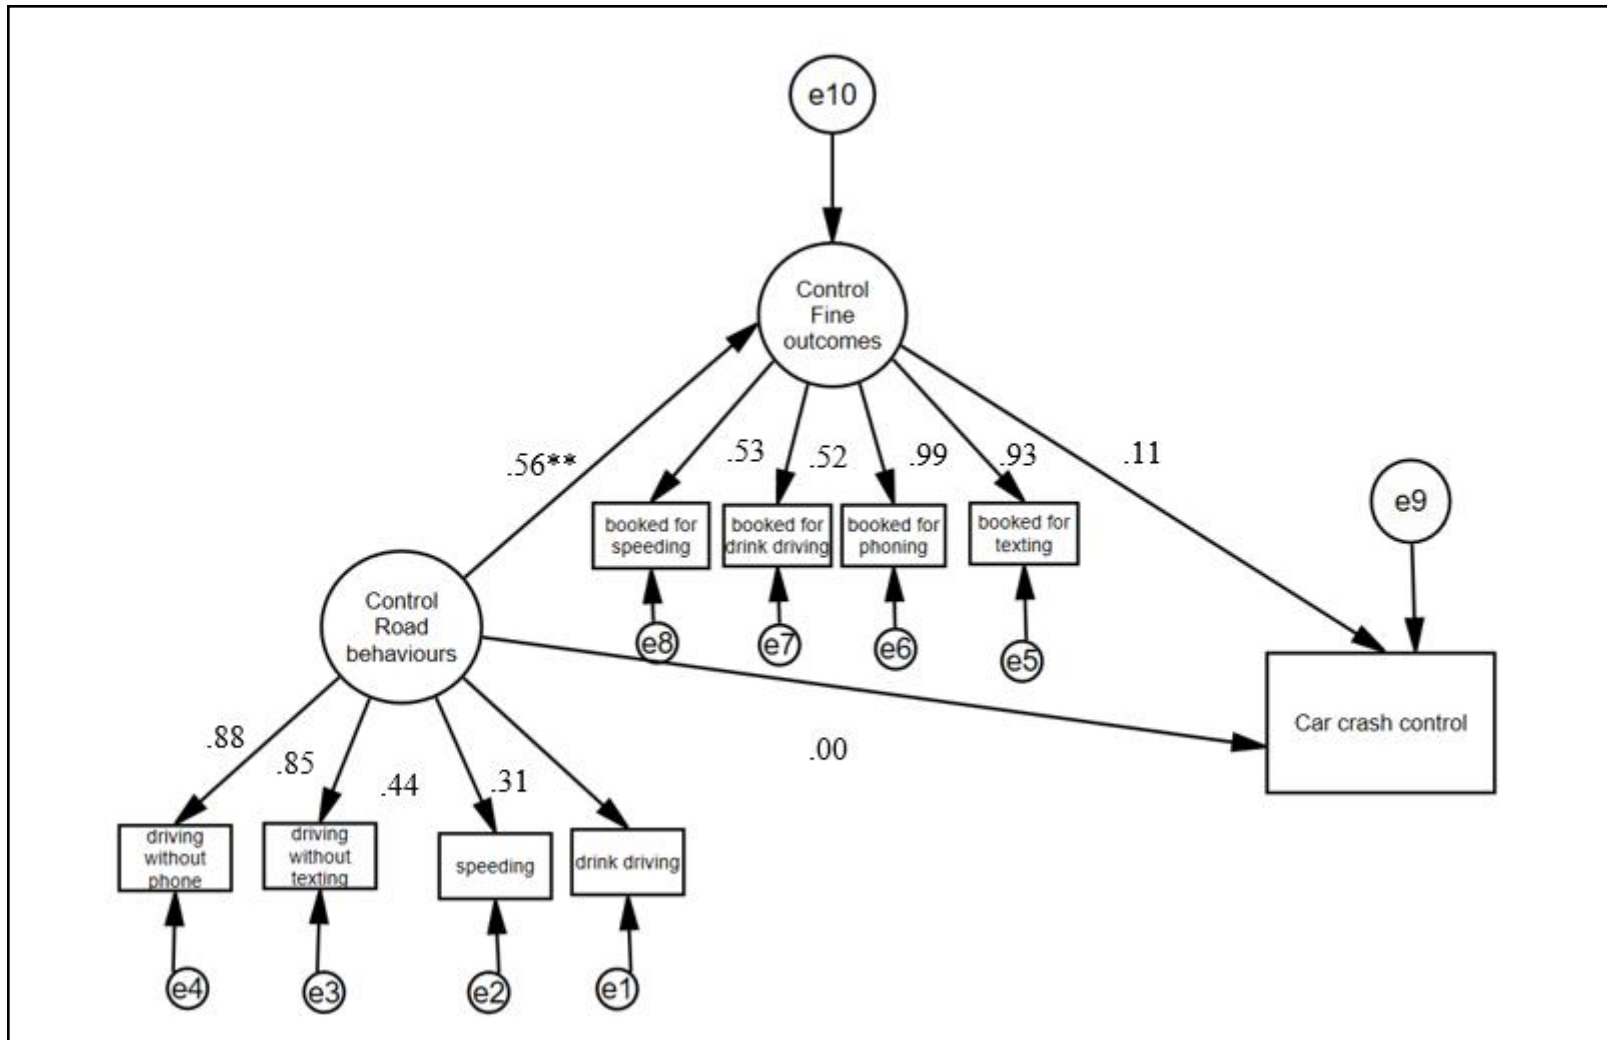 e10
Control
Fine
outcomes
.56**
.53
.52
.99
.93
.11
e9
booked for
speeding
booked for
drink driving
booked for
phoning
booked for
texting
Control
Road
behaviours
e8
e7
e6
e5
Car crash control
.88
.85
.44
.31
.00
driving
without
phone
driving
without
texting
speeding
drink driving
e4
e3
e2
e1